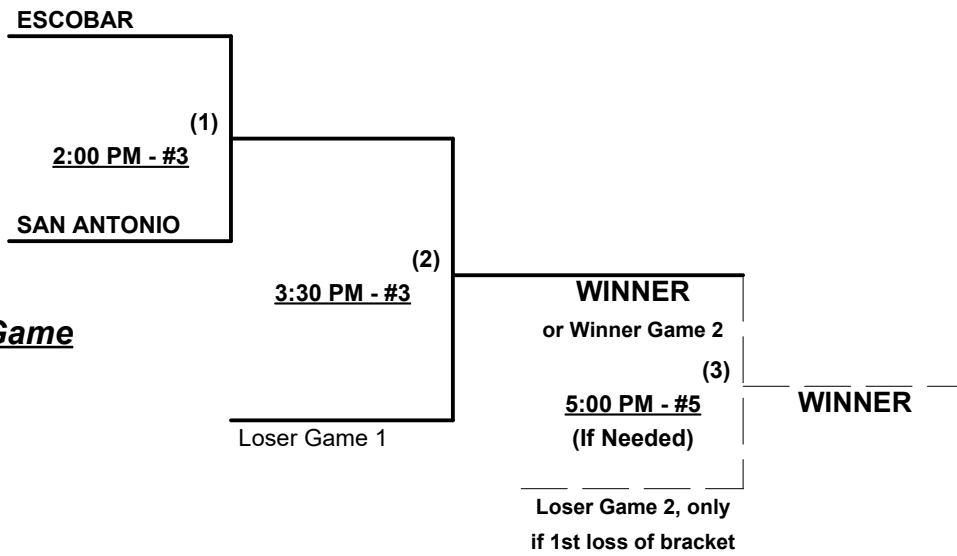 ESCOBAR
(1)
2:00 PM - #3
SAN ANTONIO
(2)
3:30 PM - #3
WINNER
or Winner Game 2
Game
(3)
5:00 PM - #5
WINNER
(If Needed)
Loser Game 1
Loser Game 2, only
if 1st loss of bracket